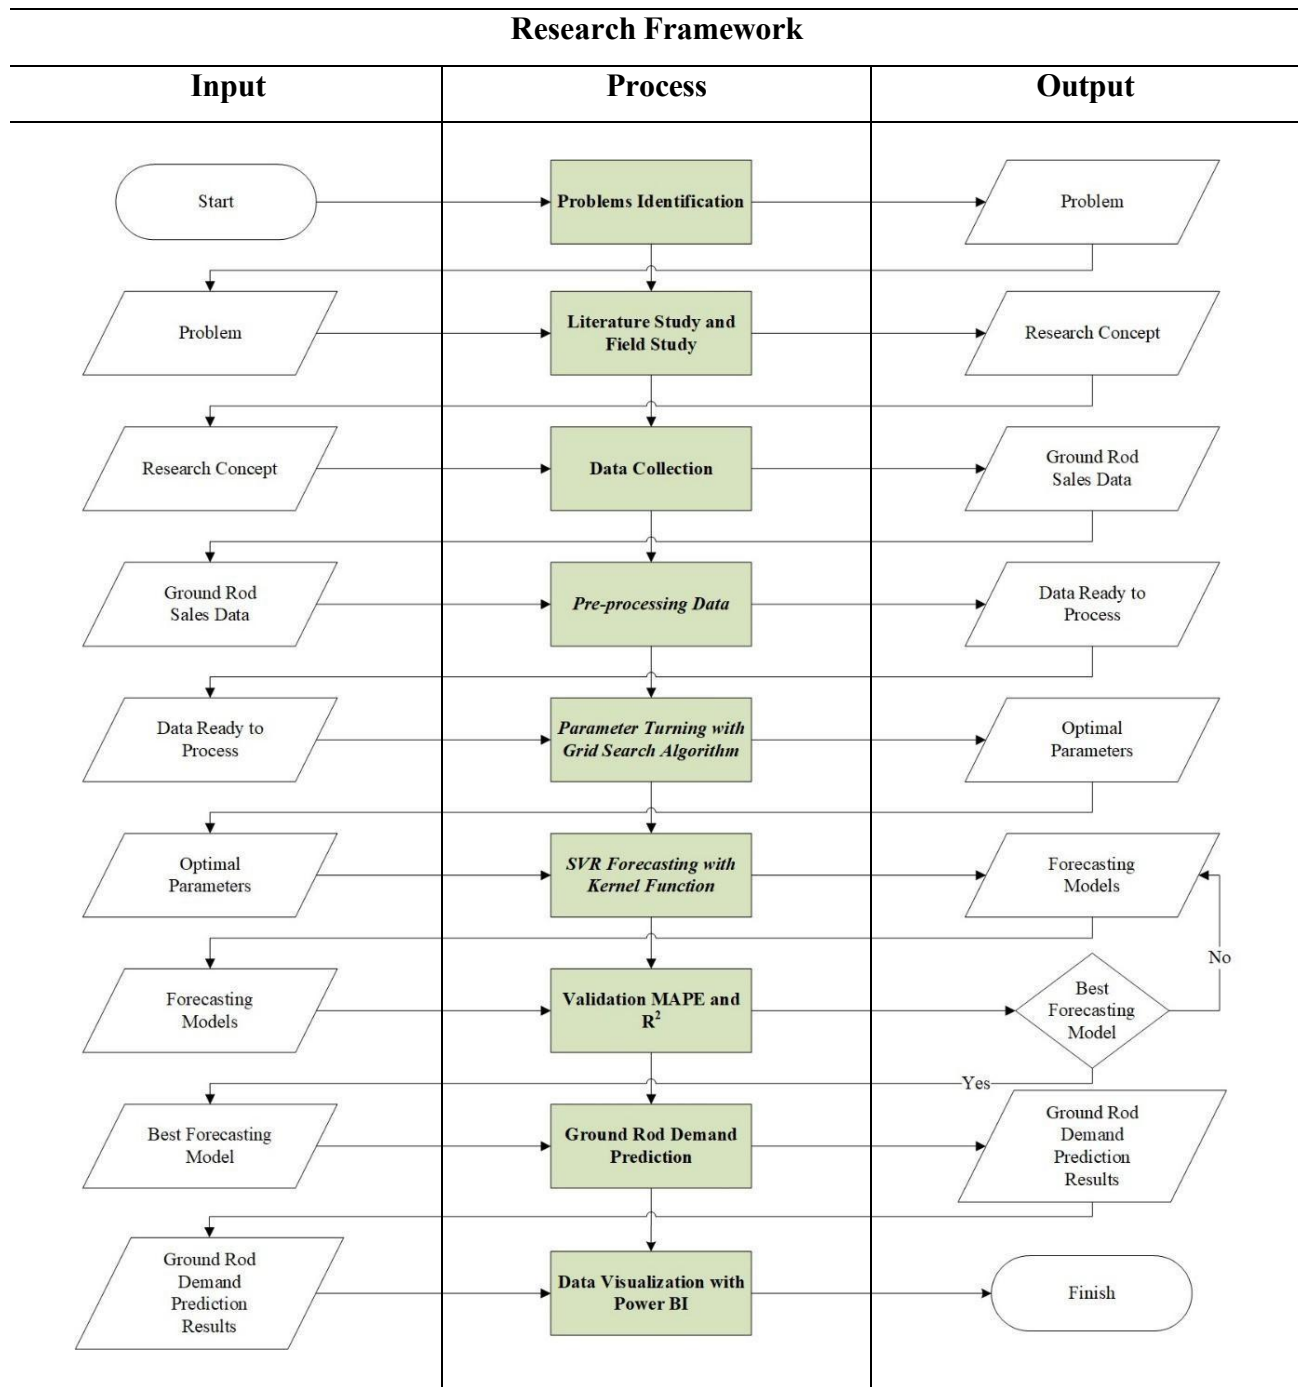 Research Framework
Input
Process
Output
Start
Problems Identification
Problem
Problem
Literature Study and
Field Study
Research Concept
Research Concept
Data Collection
Ground Rod
Sales Data
Ground Rod
Sales Data
Pre-processing Data
Data Ready to
Process
Data Ready to
Process
Parameter Turning with
Grid Search Algorithm
Optimal
Parameters
Optimal
Parameters
SVR Forecasting with
Kernel Function
Forecasting
Models
No
Forecasting
Models
Validation MAPE and
R²
Best
Forecasting
Model
Yes
Best Forecasting
Model
Ground Rod Demand
Prediction
Ground Rod
Demand
Prediction
Results
Ground Rod
Demand
Prediction
Results
Data Visualization with
Power BI
Finish